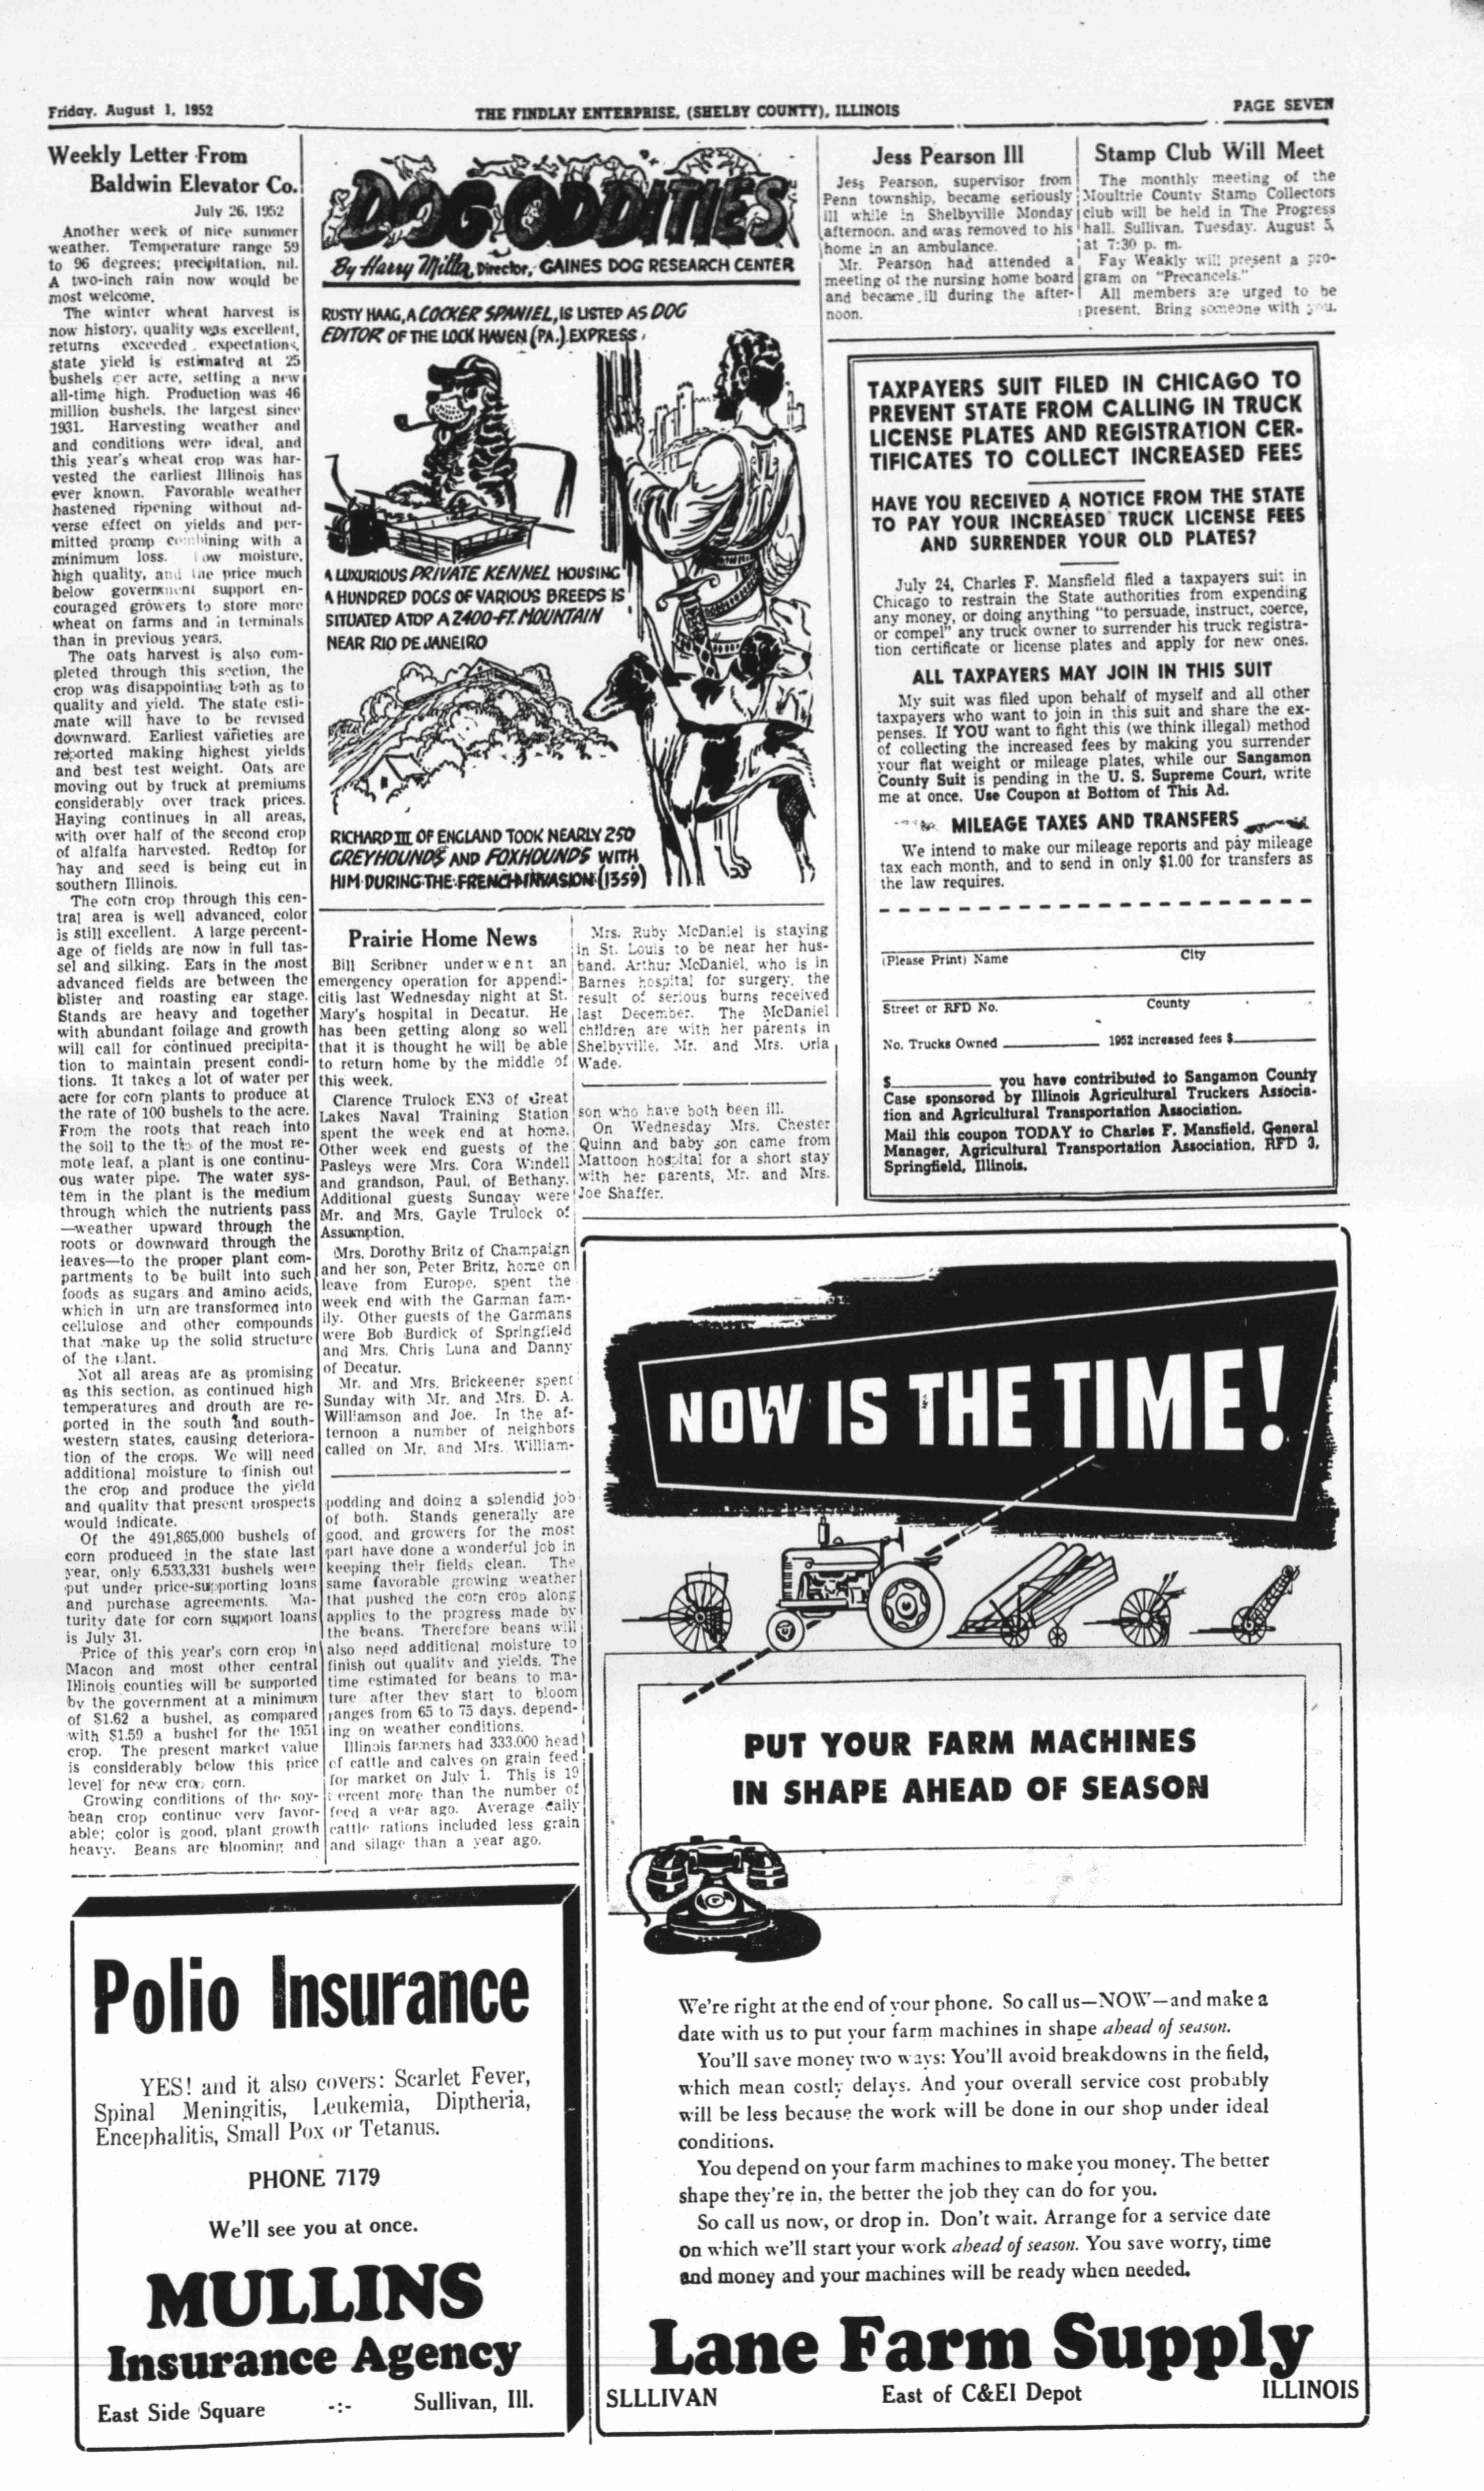 Friday, August 1, 1952
THE FINDLAY ENTERPRISE, (SHELBY COUNTY), ILLINOIS
PAGE SEVEN
Weekly Letter From
Baldwin Elevator Co.
July 26, 1952
Another week of nice summer
weather. Temperature range 59
to 96 degrees; precipitation, nil.
A two-inch rain now would be
most welcome.
The winter wheat harvest is
now history, quality was excellent,
returns exceeded expectations,
state yield is estimated at 25
bushels per acre, setting a new
all-time high. Production was 46
million bushels, the largest since
1931. Harvesting weather and
and conditions were ideal, and
this year's wheat crop was har-
vested the earliest Illinois has
ever known. Favorable weather
hastened ripening without ad-
verse effect on yields and per-
mitted promp combining with a
minimum loss. Low moisture,
high quality, and the price much
below government support en-
couraged growers to store more
wheat on farms and in terminals
than in previous years.
The oats harvest is also com-
pleted through this section, the
crop was disappointing both as to
quality and yield. The state esti-
mate will have to be revised
downward. Earliest varieties are
reported making highest yields
and best test weight. Oats are
moving out by truck at premiums
considerably over track prices.
Haying continues in all areas,
with over half of the second crop
of alfalfa harvested. Redtop for
hay and seed is being cut in
southern Illinois.
The corn crop through this cen-
tral area is well advanced, color
is still excellent. A large percent-
age of fields are now in full tas-
sel and silking. Ears in the most
advanced fields are between the
blister and roasting ear stage.
Stands are heavy and together
with abundant foilage and growth
will call for continued precipita-
tion to maintain present condi-
tions. It takes a lot of water per
acre for corn plants to produce at
the rate of 100 bushels to the acre.
From the roots that reach into
the soil to the tip of the most re-
mote leaf, a plant is one continu-
ous water pipe. The water sys-
tem in the plant is the medium
through which the nutrients pass
—weather upward through the
roots or downward through the
leaves—to the proper plant com-
partments to be built into such
foods as sugars and amino acids,
which in urn are transformed into
cellulose and other compounds
that make up the solid structure
of the plant.
Not all areas are as promising
as this section, as continued high
temperatures and drouth are re-
ported in the south and south-
western states, causing deteriora-
tion of the crops. We will need
additional moisture to finish out
the crop and produce the yield
and quality that present prospects
would indicate.
Of the 491,865,000 bushels of
corn produced in the state last
year, only 6,533,331 bushels were
put under price-supporting loans
and purchase agreements. Ma-
turity date for corn support loans
is July 31.
Price of this year's corn crop in
Macon and most other central
Illinois counties will be supported
by the government at a minimum
of $1.62 a bushel, as compared
with $1.59 a bushel for the 1951
crop. The present market value
is considerably below this price
level for new crop corn.
Growing conditions of the soy-
bean crop continue very favor-
able; color is good, plant growth
heavy. Beans are blooming and
podding and doing a splendid job
of both. Stands generally are
good, and growers for the most
part have done a wonderful job in
keeping their fields clean. The
same favorable growing weather
that pushed the corn crop along
applies to the progress made by
the beans. Therefore beans will
also need additional moisture to
finish out quality and yields. The
time estimated for beans to ma-
ture after they start to bloom
ranges from 65 to 75 days, depend-
ing on weather conditions.
Illinois farmers had 333,000 head
of cattle and calves on grain feed
for market on July 1. This is 19
percent more than the number of
feed a year ago. Average daily
cattle rations included less grain
and silage than a year ago.
DOG ODDITIES
By Harry Miller, Director, GAINES DOG RESEARCH CENTER
RUSTY HAAG, A COCKER SPANIEL, IS LISTED AS DOG
EDITOR OF THE LOCK HAVEN (PA.) EXPRESS
A LUXURIOUS PRIVATE KENNEL HOUSING
A HUNDRED DOGS OF VARIOUS BREEDS IS
SITUATED ATOP A 2400-FT. MOUNTAIN
NEAR RIO DE JANEIRO
RICHARD III OF ENGLAND TOOK NEARLY 250
GREYHOUNDS AND FOXHOUNDS WITH
HIM DURING THE FRENCH INVASION (1359)
Prairie Home News
Bill Scribner underwent an
emergency operation for appendi-
citis last Wednesday night at St.
Mary's hospital in Decatur. He
has been getting along so well
that it is thought he will be able
to return home by the middle of
this week.
Clarence Trulock EN3 of Great
Lakes Naval Training Station
spent the week end at home.
Other week end guests of the
Pasleys were Mrs. Cora Windell
and grandson, Paul, of Bethany.
Additional guests Sunday were
Mr. and Mrs. Gayle Trulock of
Assumption.
Mrs. Dorothy Britz of Champaign
and her son, Peter Britz, home on
leave from Europe, spent the
week end with the Garman fam-
ily. Other guests of the Garmans
were Bob Burdick of Springfield
and Mrs. Chris Luna and Danny
of Decatur.
Mr. and Mrs. Brickeener spent
Sunday with Mr. and Mrs. D. A.
Williamson and Joe. In the af-
ternoon a number of neighbors
called on Mr. and Mrs. William-
son who have both been ill.
On Wednesday Mrs. Chester
Quinn and baby son came from
Mattoon hospital for a short stay
with her parents, Mr. and Mrs.
Joe Shaffer.
Mrs. Ruby McDaniel is staying
in St. Louis to be near her hus-
band, Arthur McDaniel, who is in
Barnes hospital for surgery, the
result of serious burns received
last December. The McDaniel
children are with her parents in
Shelbyville, Mr. and Mrs. Orla
Wade.
Jess Pearson Ill
Jess Pearson, supervisor from
Penn township, became seriously
ill while in Shelbyville Monday
afternoon, and was removed to his
home in an ambulance.
Mr. Pearson had attended a
meeting of the nursing home board
and became ill during the after-
noon.
Stamp Club Will Meet
The monthly meeting of the
Moultrie County Stamp Collectors
club will be held in The Progress
hall, Sullivan, Tuesday, August 5,
at 7:30 p. m.
Fay Weakly will present a pro-
gram on "Precancels."
All members are urged to be
present. Bring someone with you.
TAXPAYERS SUIT FILED IN CHICAGO TO
PREVENT STATE FROM CALLING IN TRUCK
LICENSE PLATES AND REGISTRATION CER-
TIFICATES TO COLLECT INCREASED FEES
HAVE YOU RECEIVED A NOTICE FROM THE STATE
TO PAY YOUR INCREASED TRUCK LICENSE FEES
AND SURRENDER YOUR OLD PLATES?
July 24, Charles F. Mansfield filed a taxpayers suit in
Chicago to restrain the State authorities from expending
any money, or doing anything "to persuade, instruct, coerce,
or compel" any truck owner to surrender his truck registra-
tion certificate or license plates and apply for new ones.
ALL TAXPAYERS MAY JOIN IN THIS SUIT
My suit was filed upon behalf of myself and all other
taxpayers who want to join in this suit and share the ex-
penses. If YOU want to fight this (we think illegal) method
of collecting the increased fees by making you surrender
your flat weight or mileage plates, while our Sangamon
County Suit is pending in the U. S. Supreme Court, write
me at once. Use Coupon at Bottom of This Ad.
MILEAGE TAXES AND TRANSFERS
We intend to make our mileage reports and pay mileage
tax each month, and to send in only $1.00 for transfers as
the law requires.
(Please Print) Name City
Street or RFD No. County
No. Trucks Owned 1952 increased fees $
$ you have contributed to Sangamon County
Case sponsored by Illinois Agricultural Truckers Associa-
tion and Agricultural Transportation Association.
Mail this coupon TODAY to Charles F. Mansfield, General
Manager, Agricultural Transportation Association, RFD 3,
Springfield, Illinois.
NOW IS THE TIME!
PUT YOUR FARM MACHINES
IN SHAPE AHEAD OF SEASON
We're right at the end of your phone. So call us—NOW—and make a
date with us to put your farm machines in shape ahead of season.
You'll save money two ways: You'll avoid breakdowns in the field,
which mean costly delays. And your overall service cost probably
will be less because the work will be done in our shop under ideal
conditions.
You depend on your farm machines to make you money. The better
shape they're in, the better the job they can do for you.
So call us now, or drop in. Don't wait. Arrange for a service date
on which we'll start your work ahead of season. You save worry, time
and money and your machines will be ready when needed.
Lane Farm Supply
SLLLIVAN East of C&EI Depot ILLINOIS
Polio Insurance
YES! and it also covers: Scarlet Fever,
Spinal Meningitis, Leukemia, Diptheria,
Encephalitis, Small Pox or Tetanus.
PHONE 7179
We'll see you at once.
MULLINS
Insurance Agency
East Side Square -:- Sullivan, Ill.